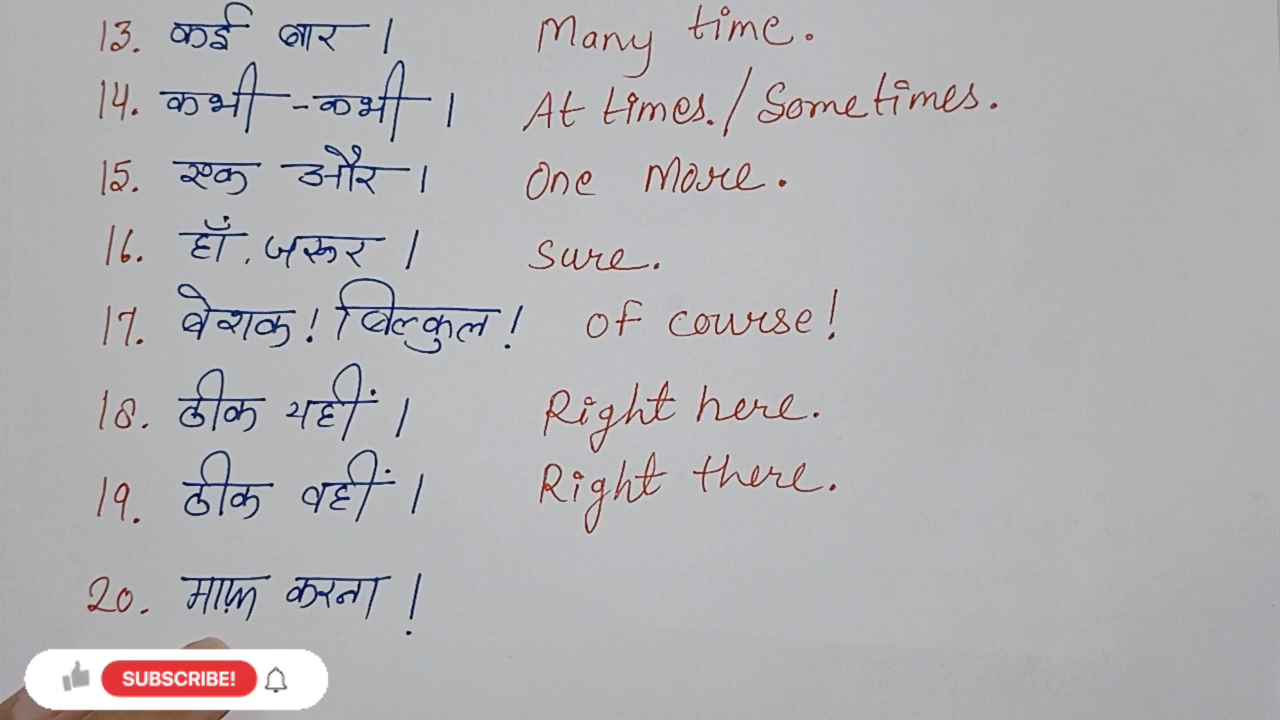 13. कई बार । Many time.
14. कभी - कभी । At times./Sometimes.
15. एक और । One More.
16. हाँ, जरूर । Sure.
17. बेशक! बिल्कुल! of course!
18. ठीक यहीं । Right here.
19. ठीक वहीं । Right there.
20. माफ़ करना !
SUBSCRIBE!